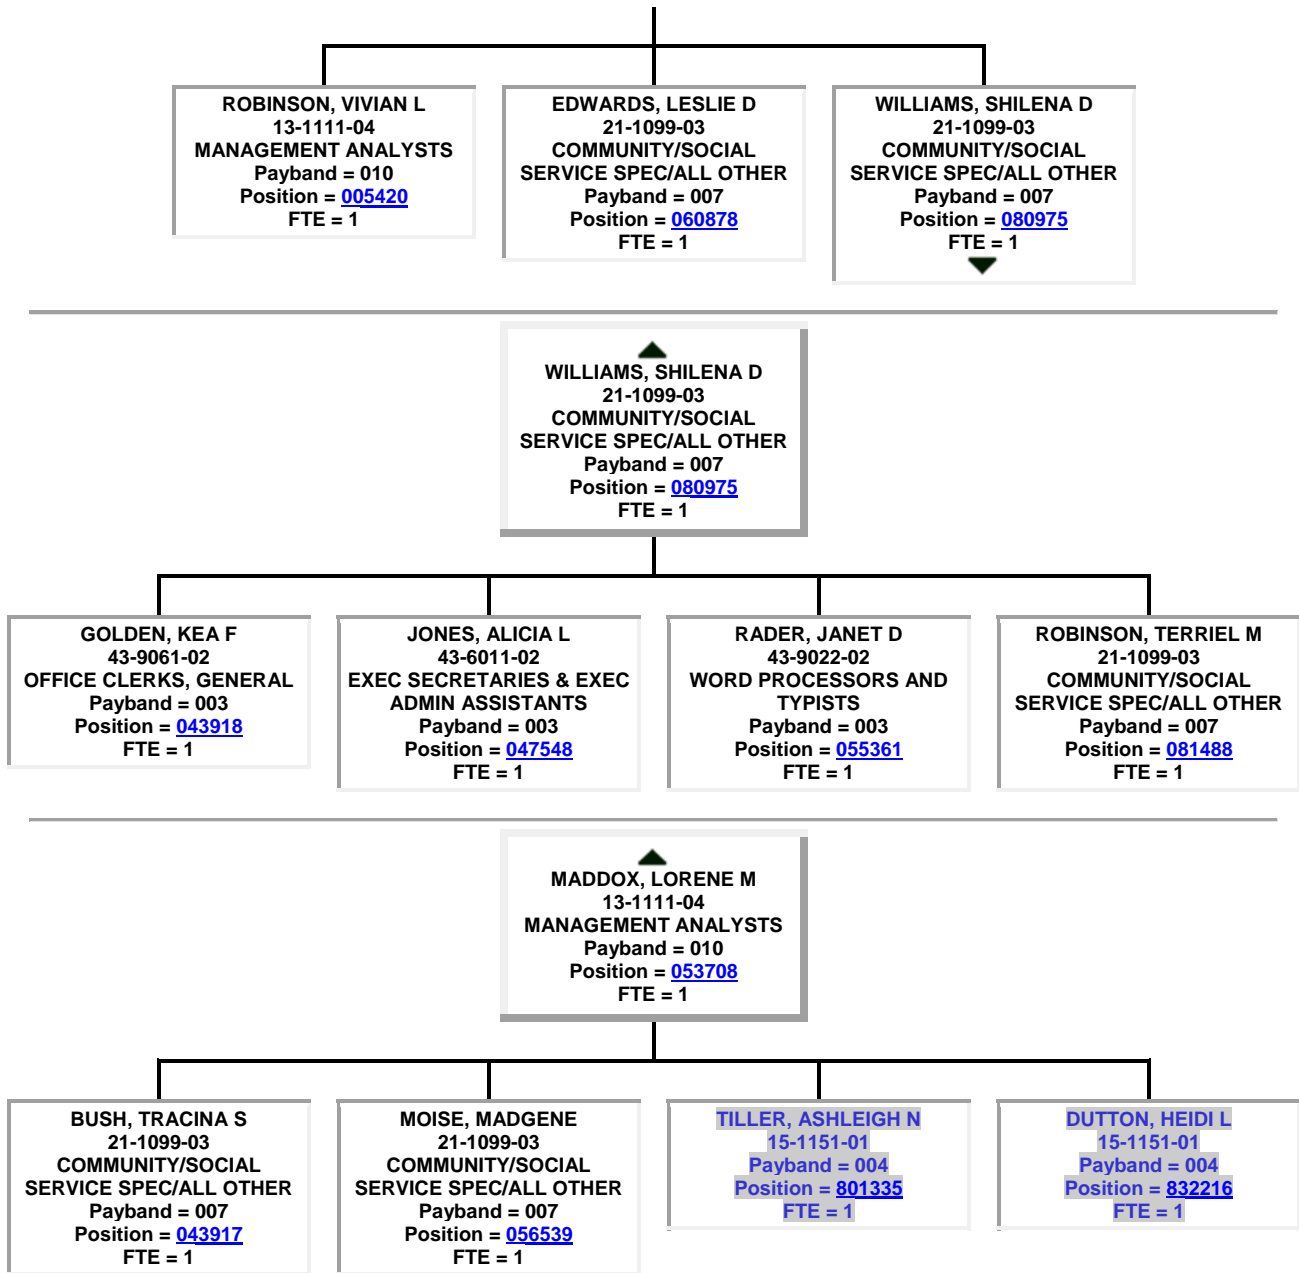 ROBINSON, VIVIAN L
13-1111-04
MANAGEMENT ANALYSTS
Payband = 010
Position = 005420
FTE = 1
EDWARDS, LESLIE D
21-1099-03
COMMUNITY/SOCIAL
SERVICE SPEC/ALL OTHER
Payband = 007
Position = 060878
FTE = 1
WILLIAMS, SHILENA D
21-1099-03
COMMUNITY/SOCIAL
SERVICE SPEC/ALL OTHER
Payband = 007
Position = 080975
FTE = 1
WILLIAMS, SHILENA D
21-1099-03
COMMUNITY/SOCIAL
SERVICE SPEC/ALL OTHER
Payband = 007
Position = 080975
FTE = 1
GOLDEN, KEA F
43-9061-02
OFFICE CLERKS, GENERAL
Payband = 003
Position = 043918
FTE = 1
JONES, ALICIA L
43-6011-02
EXEC SECRETARIES & EXEC
ADMIN ASSISTANTS
Payband = 003
Position = 047548
FTE = 1
RADER, JANET D
43-9022-02
WORD PROCESSORS AND
TYPISTS
Payband = 003
Position = 055361
FTE = 1
ROBINSON, TERRIEL M
21-1099-03
COMMUNITY/SOCIAL
SERVICE SPEC/ALL OTHER
Payband = 007
Position = 081488
FTE = 1
MADDOX, LORENE M
13-1111-04
MANAGEMENT ANALYSTS
Payband = 010
Position = 053708
FTE = 1
BUSH, TRACINA S
21-1099-03
COMMUNITY/SOCIAL
SERVICE SPEC/ALL OTHER
Payband = 007
Position = 043917
FTE = 1
MOISE, MADGENE
21-1099-03
COMMUNITY/SOCIAL
SERVICE SPEC/ALL OTHER
Payband = 007
Position = 056539
FTE = 1
TILLER, ASHLEIGH N
15-1151-01
Payband = 004
Position = 801335
FTE = 1
DUTTON, HEIDI L
15-1151-01
Payband = 004
Position = 832216
FTE = 1